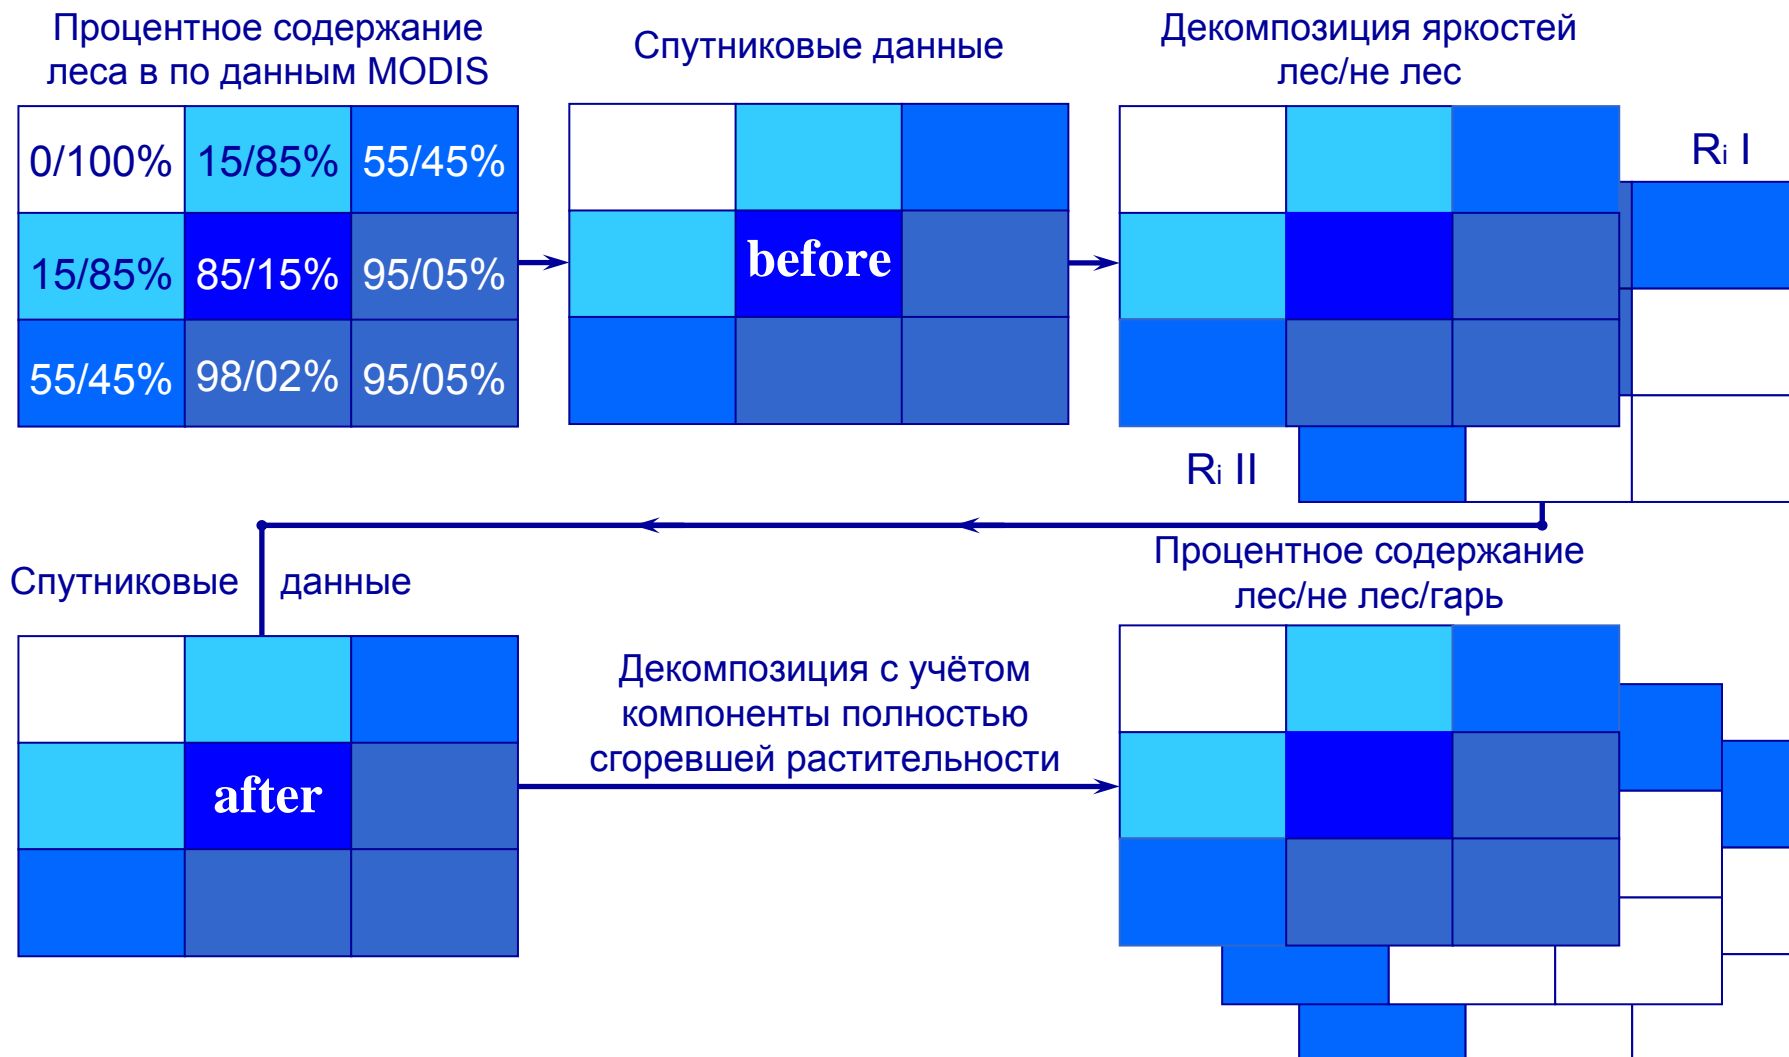 Процентное содержание
леса в по данным MODIS
Спутниковые данные
Декомпозиция яркостей
лес/не лес
0/100% 15/85% 55/45%
15/85% 85/15% 95/05%
55/45% 98/02% 95/05%
before
Ri I
Ri II
Спутниковые данные
after
Декомпозиция с учётом
компоненты полностью
сгоревшей растительности
Процентное содержание
лес/не лес/гарь